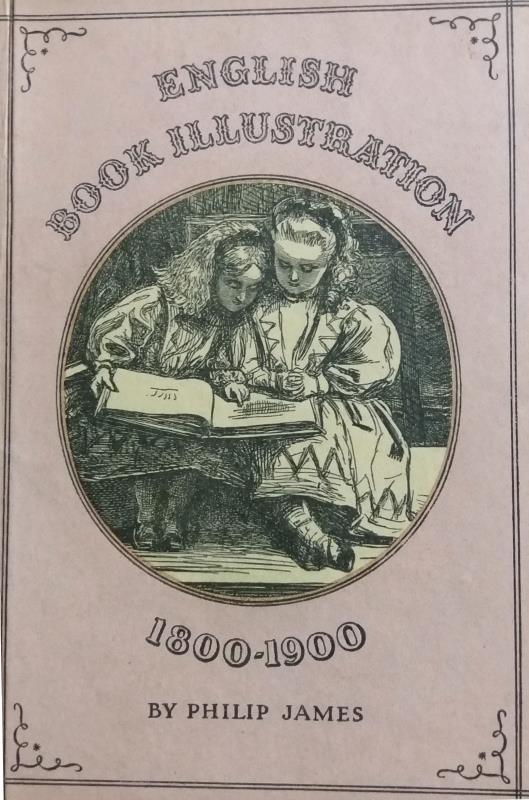 ENGLISH
BOOK ILLUSTRATION
1800-1900
BY PHILIP JAMES